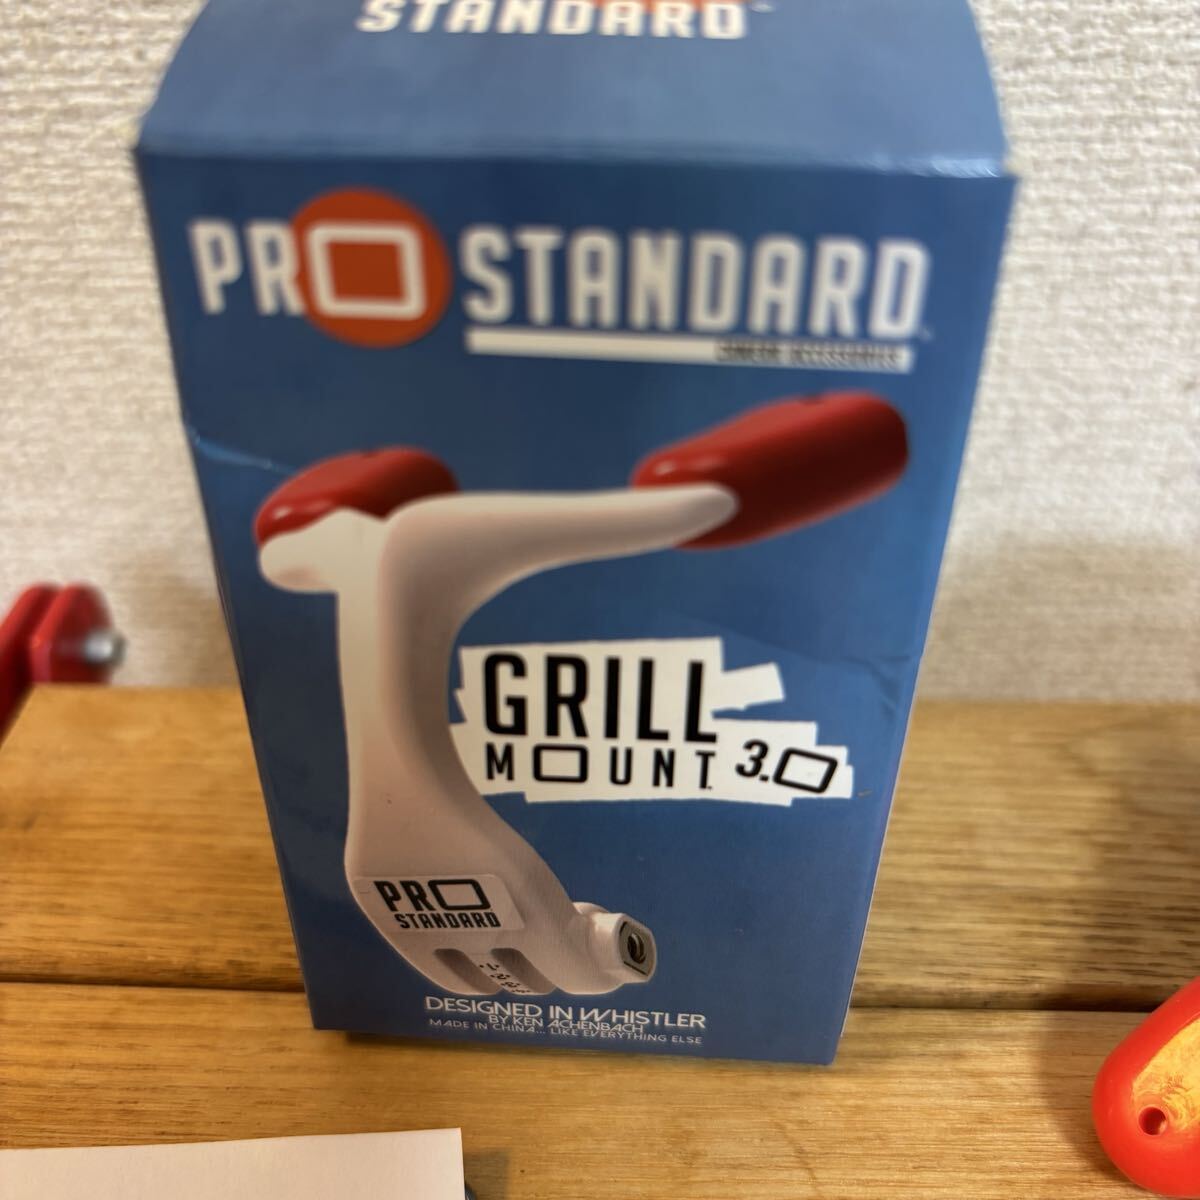 STANDARD
PRO STANDARD
GRILL
MOUNT 3.0
PRO
STANDARD
DESIGNED IN WHISTLER
BY KEN ACHENBACH
MADE IN CHINA... LIKE EVERYTHING ELSE